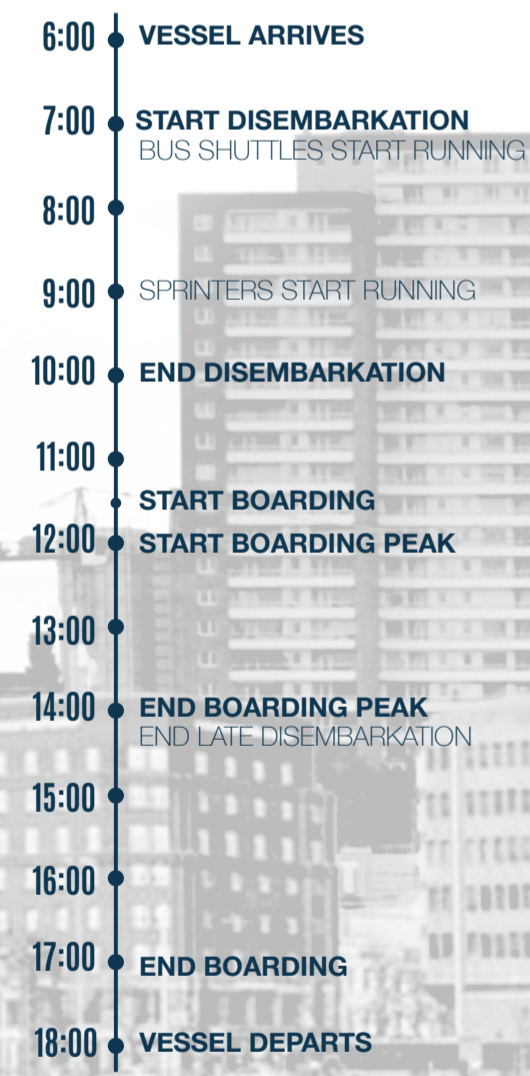 6:00 VESSEL ARRIVES
7:00 START DISEMBARKATION
BUS SHUTTLES START RUNNING
8:00
9:00 SPRINTERS START RUNNING
10:00 END DISEMBARKATION
11:00
START BOARDING
12:00 START BOARDING PEAK
13:00
14:00 END BOARDING PEAK
END LATE DISEMBARKATION
15:00
16:00
17:00 END BOARDING
18:00 VESSEL DEPARTS